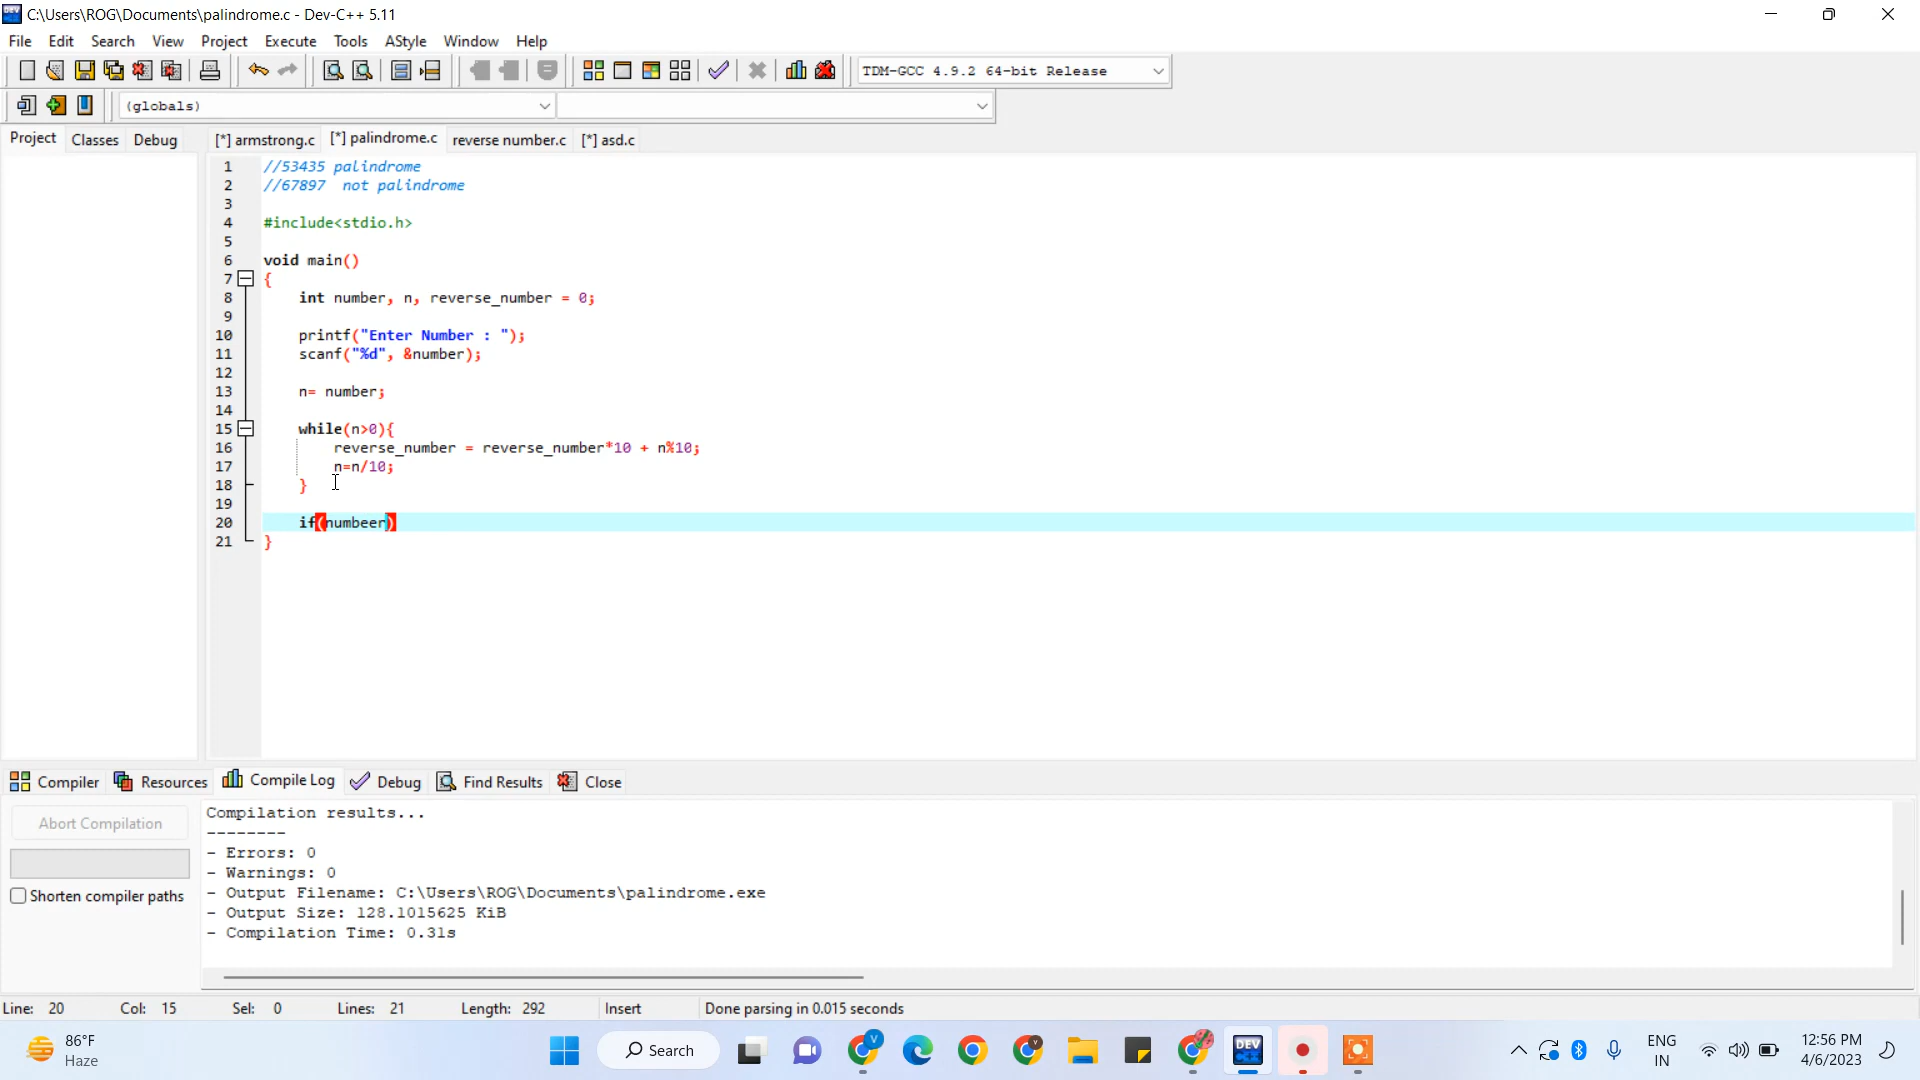 C:\Users\ROG\Documents\palindrome.c - Dev-C++ 5.11
File Edit Search View Project Execute Tools AStyle Window Help
TDM-GCC 4.9.2 64-bit Release
(globals)
Project Classes Debug [*] armstrong.c [*] palindrome.c reverse number.c [*] asd.c
1 //53435 palindrome
2 //67897  not palindrome
3
4 #include<stdio.h>
5
6 void main()
7 {
8 int number, n, reverse_number = 0;
9
10 printf("Enter Number : ");
11 scanf("%d", &number);
12
13 n= number;
14
15 while(n>0){
16 reverse_number = reverse_number*10 + n%10;
17 n=n/10;
18 }
19
20 if(numbeer)
21 }
Compiler Resources Compile Log Debug Find Results Close
Abort Compilation
Shorten compiler paths
Compilation results...
--------
- Errors: 0
- Warnings: 0
- Output Filename: C:\Users\ROG\Documents\palindrome.exe
- Output Size: 128.1015625 KiB
- Compilation Time: 0.31s
Line: 20 Col: 15 Sel: 0 Lines: 21 Length: 292 Insert Done parsing in 0.015 seconds
86°F
Haze
Search
V
DEV
C++
ENG
IN
12:56 PM
4/6/2023